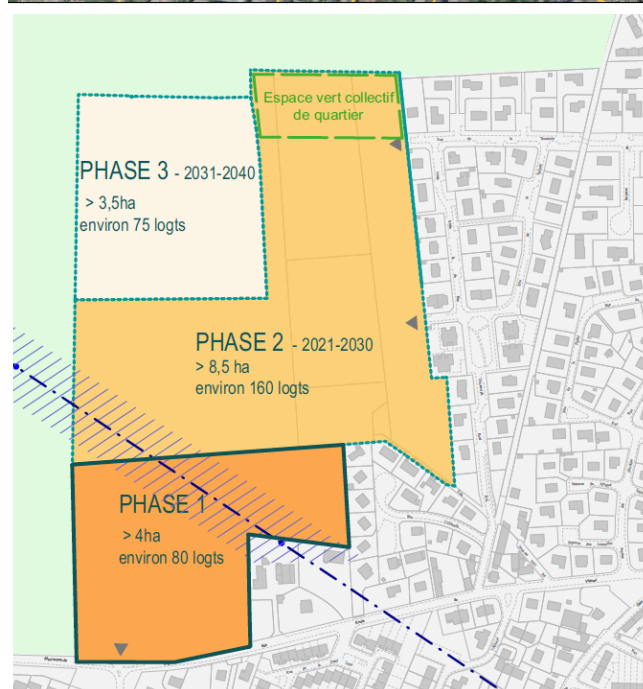 Espace vert collectif
de quartier
PHASE 3 - 2031-2040
> 3,5ha
environ 75 logts
PHASE 2 - 2021-2030
> 8,5 ha
environ 160 logts
PHASE 1
> 4ha
environ 80 logts